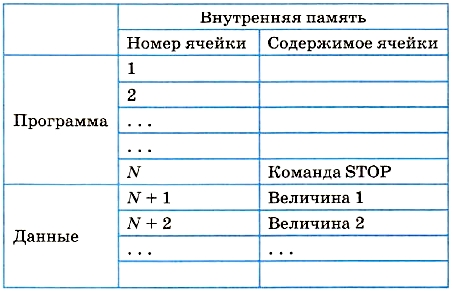 Внутренняя память
Номер ячейки Содержимое ячейки
Программа
1
2
...
...
N Команда STOP
Данные
N + 1 Величина 1
N + 2 Величина 2
... ...